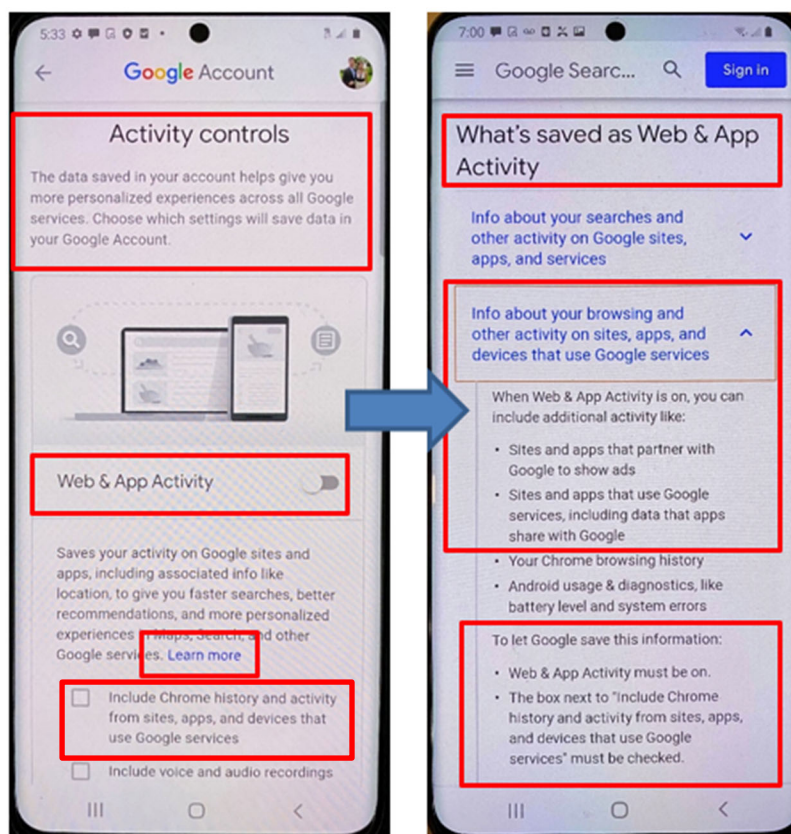 5:33
Google Account
Activity controls
The data saved in your account helps give you
more personalized experiences across all Google
services. Choose which settings will save data in
your Google Account.
Web & App Activity
Saves your activity on Google sites and
apps, including associated info like
location, to give you faster searches, better
recommendations, and more personalized
experiences in Maps, Search, and other
Google services. Learn more
Include Chrome history and activity
from sites, apps, and devices that
use Google services
Include voice and audio recordings
7:00
Google Searc...
Sign in
What's saved as Web & App
Activity
Info about your searches and
other activity on Google sites,
apps, and services
Info about your browsing and
other activity on sites, apps, and
devices that use Google services
When Web & App Activity is on, you can
include additional activity like:
• Sites and apps that partner with
Google to show ads
• Sites and apps that use Google
services, including data that apps
share with Google
• Your Chrome browsing history
• Android usage & diagnostics, like
battery level and system errors
To let Google save this information:
• Web & App Activity must be on.
• The box next to "Include Chrome
history and activity from sites, apps,
and devices that use Google
services" must be checked.